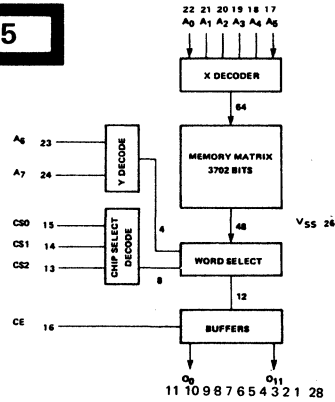 5
22 21 20 19 18 17
A0 A1 A2 A3 A4 A5
X DECODER
64
A6 23
A7 24
Y DECODE
MEMORY MATRIX
3702 BITS
VSS 26
CS0 15
CS1 14
CS2 13
CHIP SELECT
DECODE
4
48
8
WORD SELECT
12
CE 16
BUFFERS
O0 O11
11 10 9 8 7 6 5 4 3 2 1 28